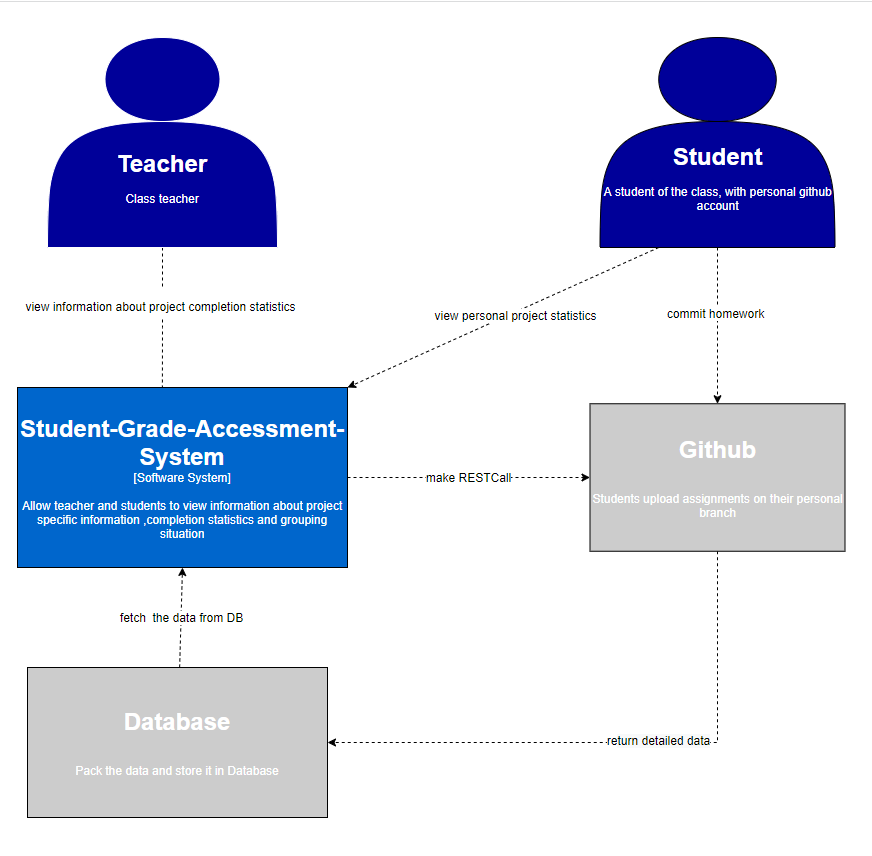 Teacher
Class teacher
Student
A student of the class, with personal github
account
view information about project completion statistics
view personal project statistics
commit homework
Student-Grade-Accessment-
System
[Software System]
Allow teacher and students to view information about project
specific information ,completion statistics and grouping
situation
make RESTCall
Github
Students upload assignments on their personal
branch
fetch  the data from DB
Database
Pack the data and store it in Database
return detailed data